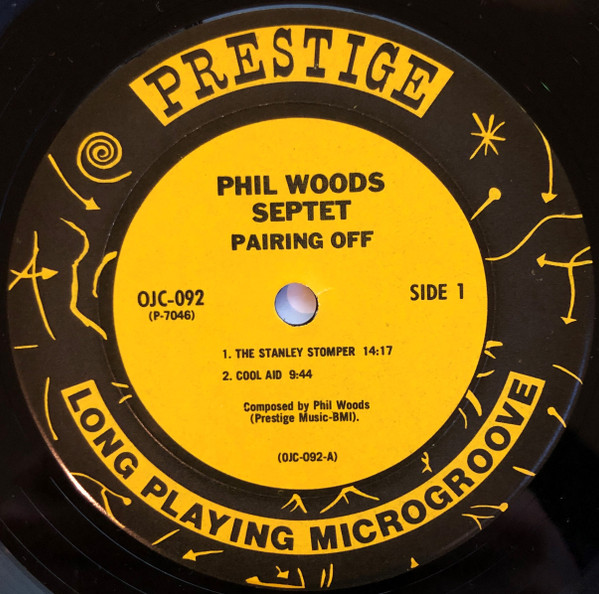 PRESTIGE
PHIL WOODS
SEPTET
PAIRING OFF
OJC-092
(P-7046)
SIDE 1
1. THE STANLEY STOMPER 14:17
2. COOL AID 9:44
Composed by Phil Woods
(Prestige Music-BMI).
(OJC-092-A)
LONG PLAYING MICROGROOVE